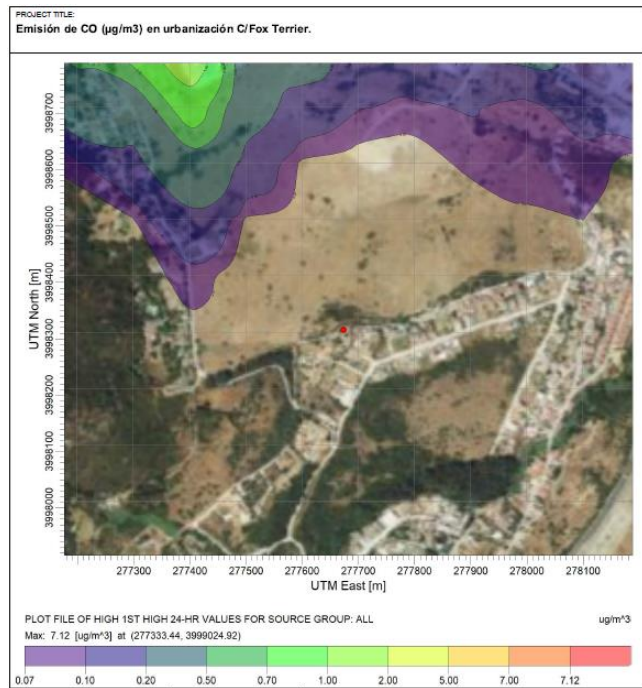 PROJECT TITLE:
Emisión de CO (µg/m3) en urbanización C/Fox Terrier.
UTM North [m]
3998700
3998600
3998500
3998400
3998300
3998200
3998100
3998000
277300 277400 277500 277600 277700 277800 277900 278000 278100
UTM East [m]
PLOT FILE OF HIGH 1ST HIGH 24-HR VALUES FOR SOURCE GROUP: ALL ug/m^3
Max: 7.12 [ug/m^3] at (277333.44, 3999024.92)
0.07 0.10 0.20 0.50 0.70 1.00 2.00 5.00 7.00 7.12